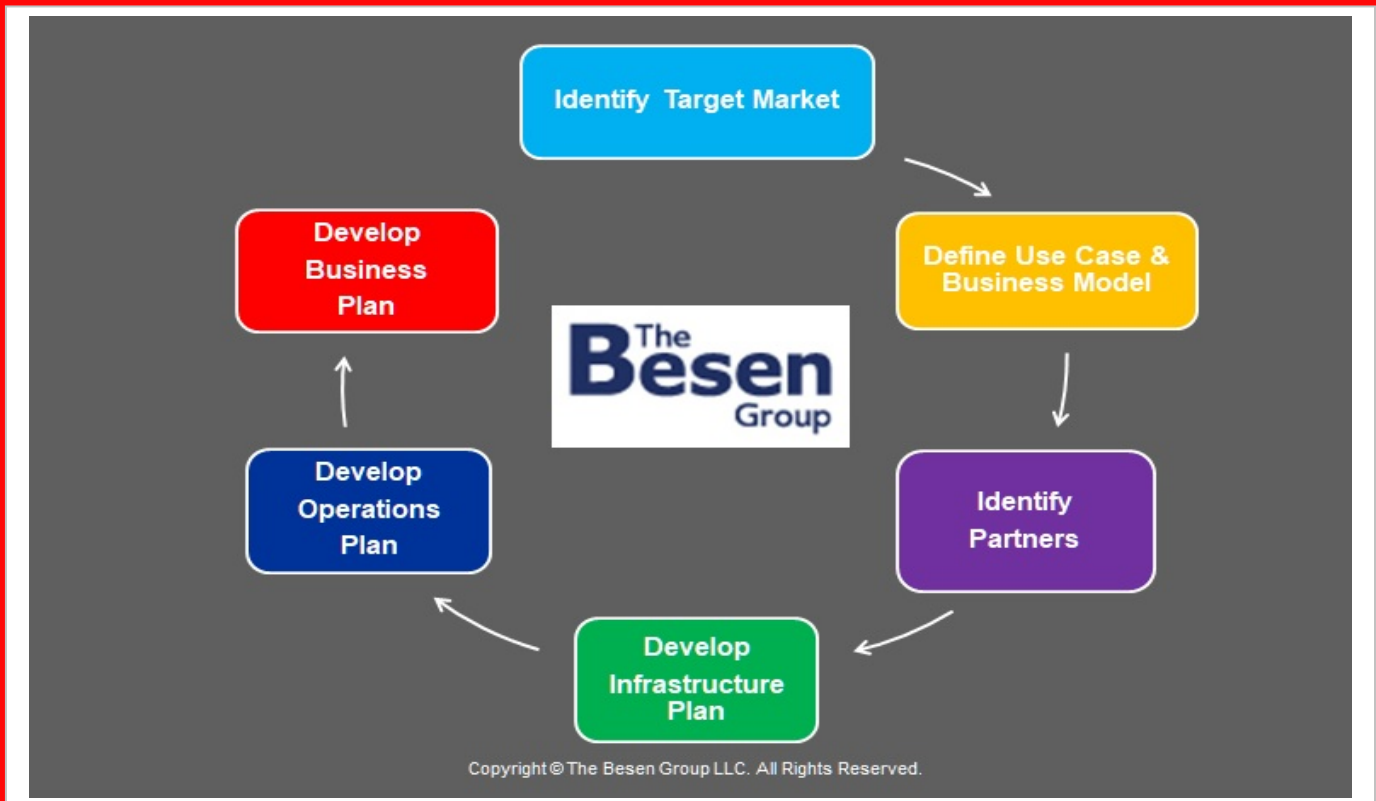 Identify Target Market
Define Use Case &
Business Model
Identify
Partners
Develop
Infrastructure
Plan
Develop
Operations
Plan
Develop
Business
Plan
The
Besen
Group
Copyright © The Besen Group LLC. All Rights Reserved.